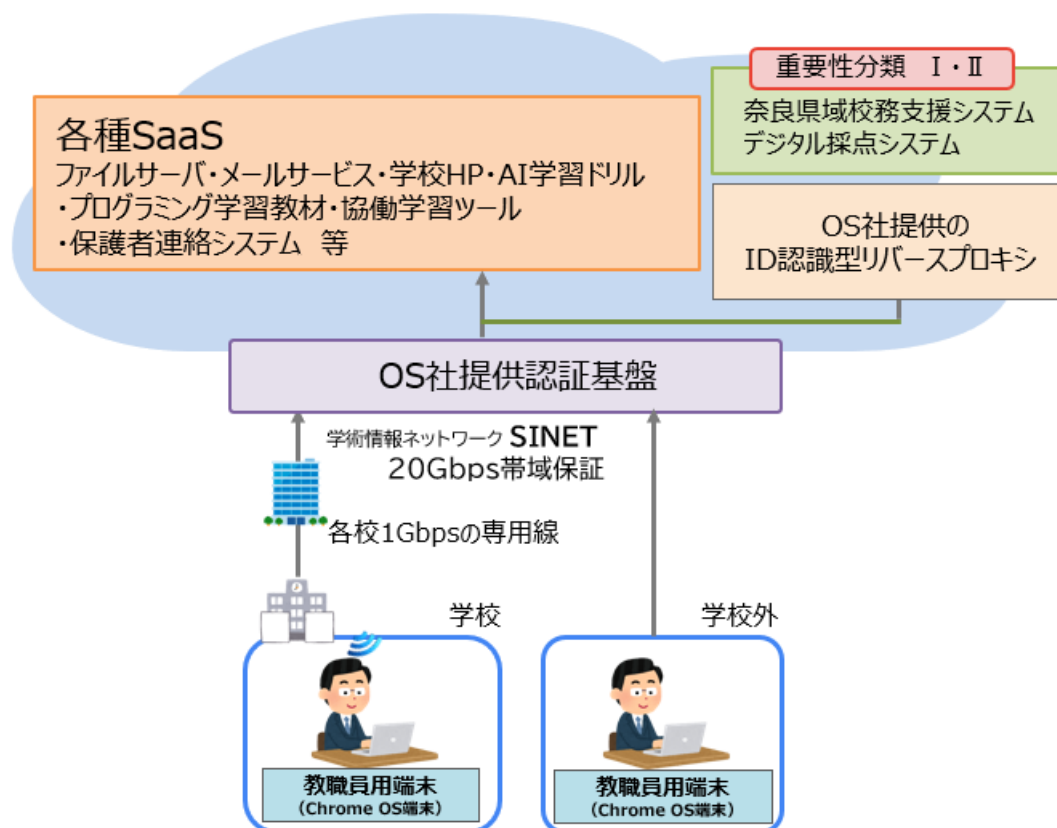 重要性分類 Ⅰ・Ⅱ
奈良県域校務支援システム
デジタル採点システム
各種SaaS
ファイルサーバ・メールサービス・学校HP・AI学習ドリル
・プログラミング学習教材・協働学習ツール
・保護者連絡システム 等
OS社提供の
ID認識型リバースプロキシ
OS社提供認証基盤
学術情報ネットワーク SINET
20Gbps帯域保証
各校1Gbpsの専用線
学校
学校外
教職員用端末
（Chrome OS端末）
教職員用端末
（Chrome OS端末）